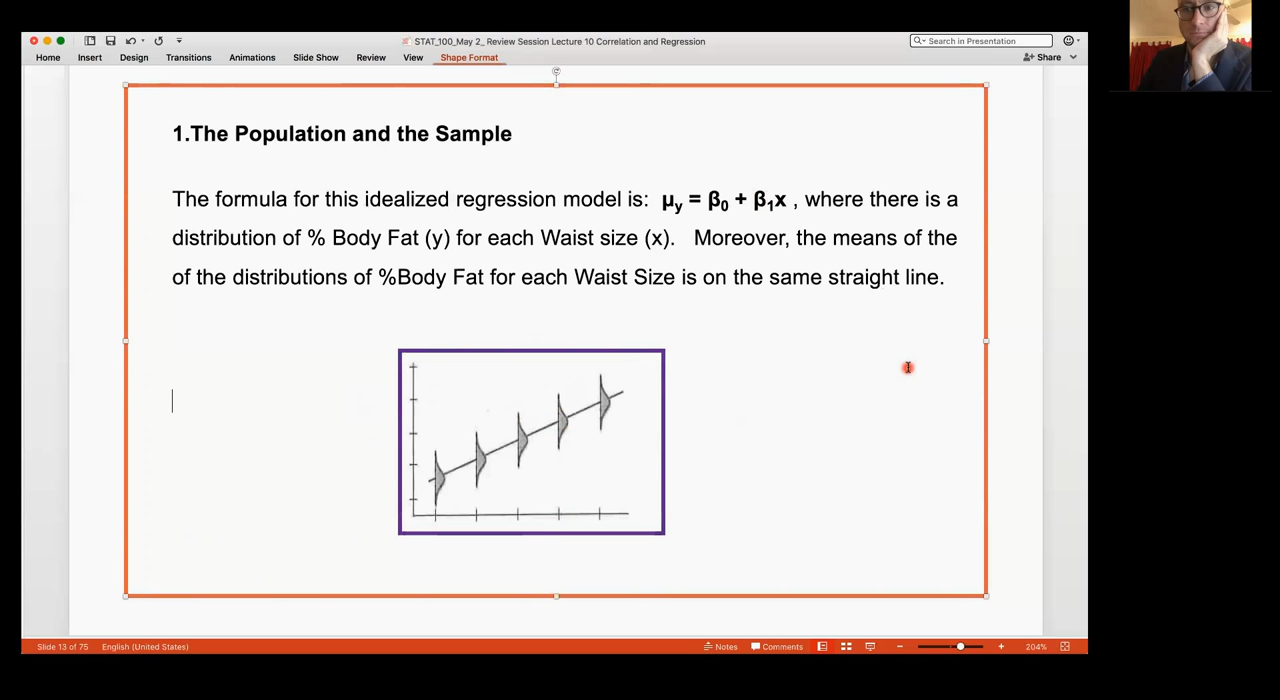 STAT_100_May 2_ Review Session Lecture 10 Correlation and Regression
Search in Presentation
Home Insert Design Transitions Animations Slide Show Review View Shape Format
Share
1.The Population and the Sample
The formula for this idealized regression model is: μy = β0 + β1x , where there is a
distribution of % Body Fat (y) for each Waist size (x). Moreover, the means of the
of the distributions of %Body Fat for each Waist Size is on the same straight line.
Slide 13 of 75 English (United States) Notes Comments 204%